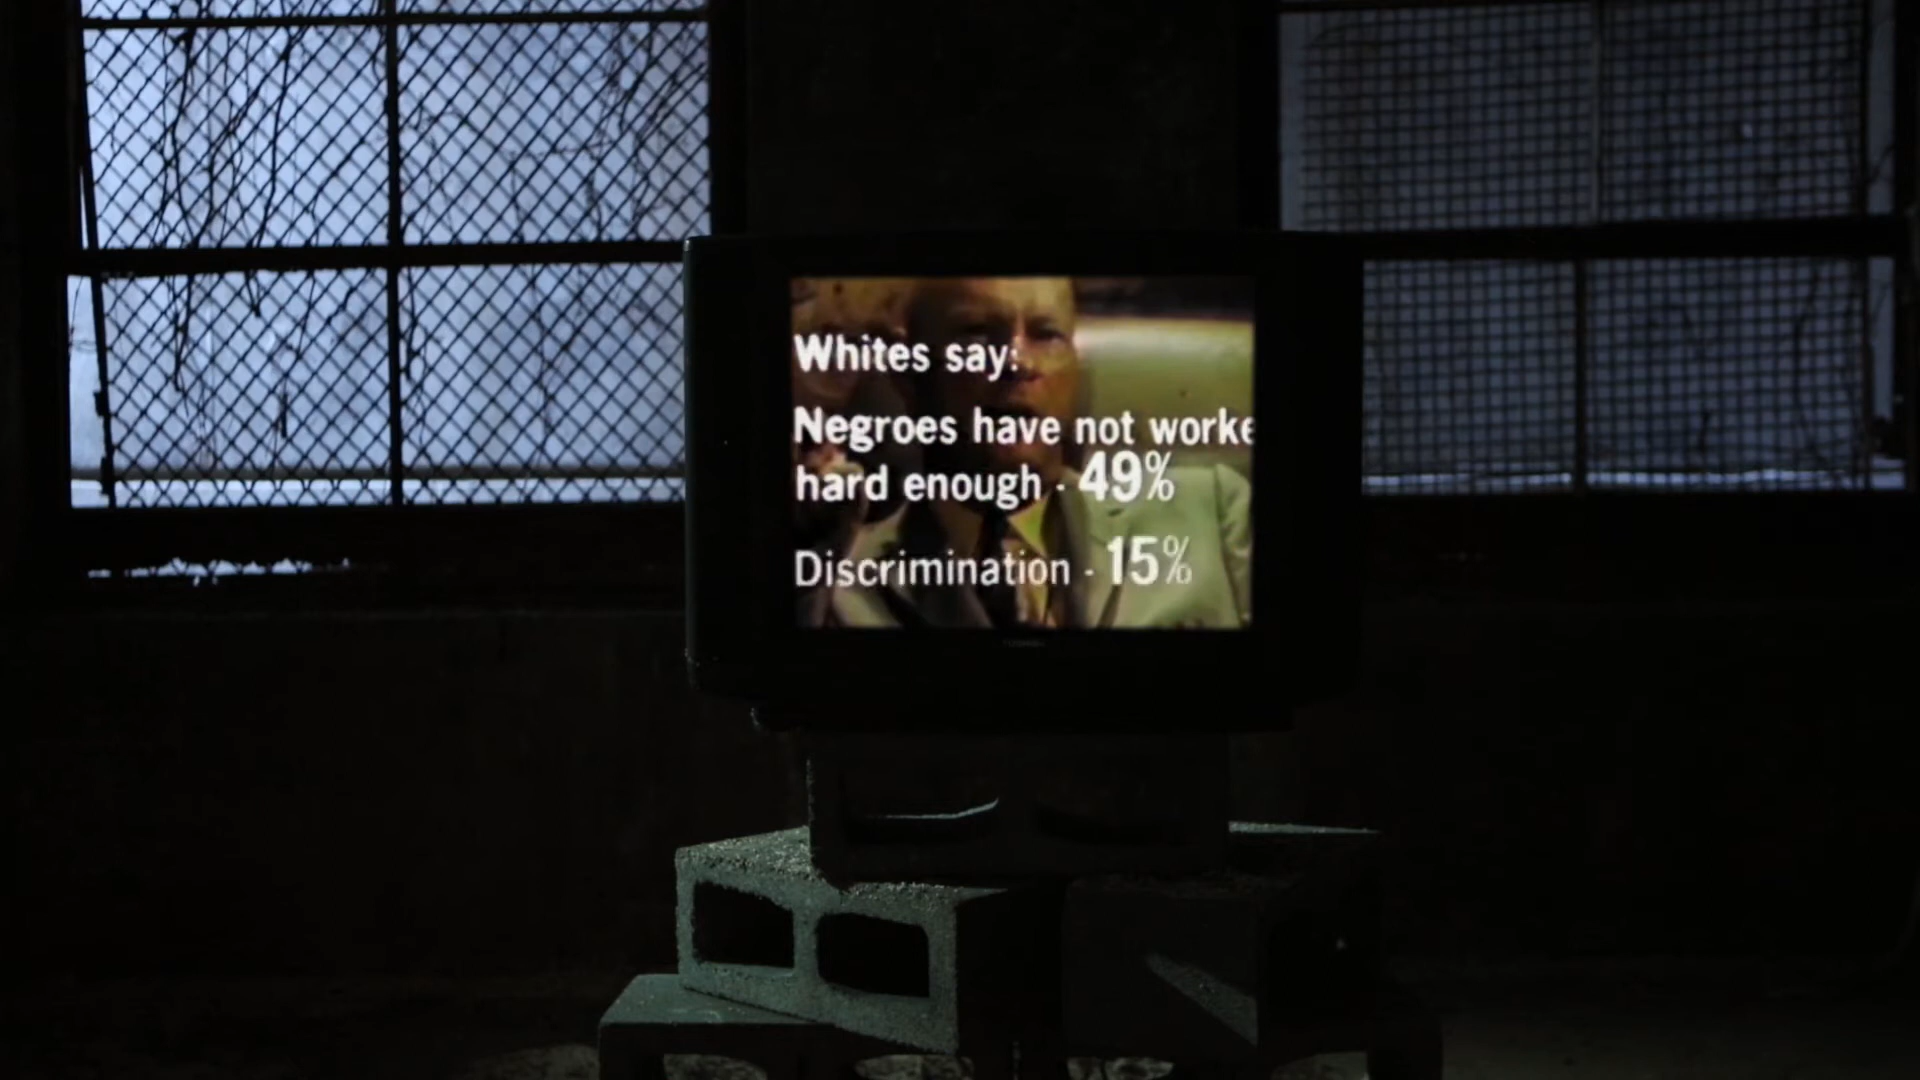 Whites say:
Negroes have not worke
hard enough - 49%
Discrimination - 15%